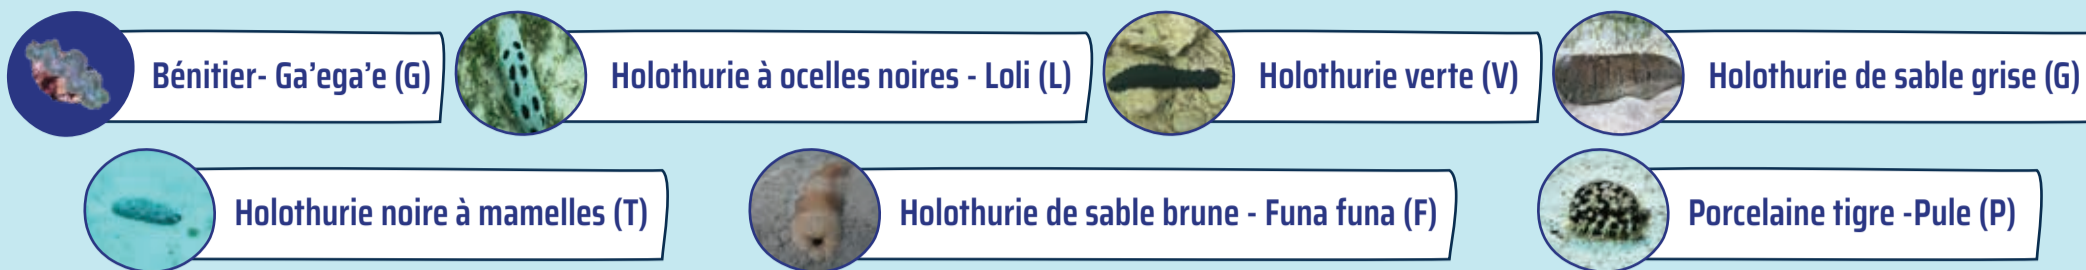 Bénitier- Ga'ega'e (G)
Holothurie à ocelles noires - Loli (L)
Holothurie verte (V)
Holothurie de sable grise (G)
Holothurie noire à mamelles (T)
Holothurie de sable brune - Funa funa (F)
Porcelaine tigre -Pule (P)